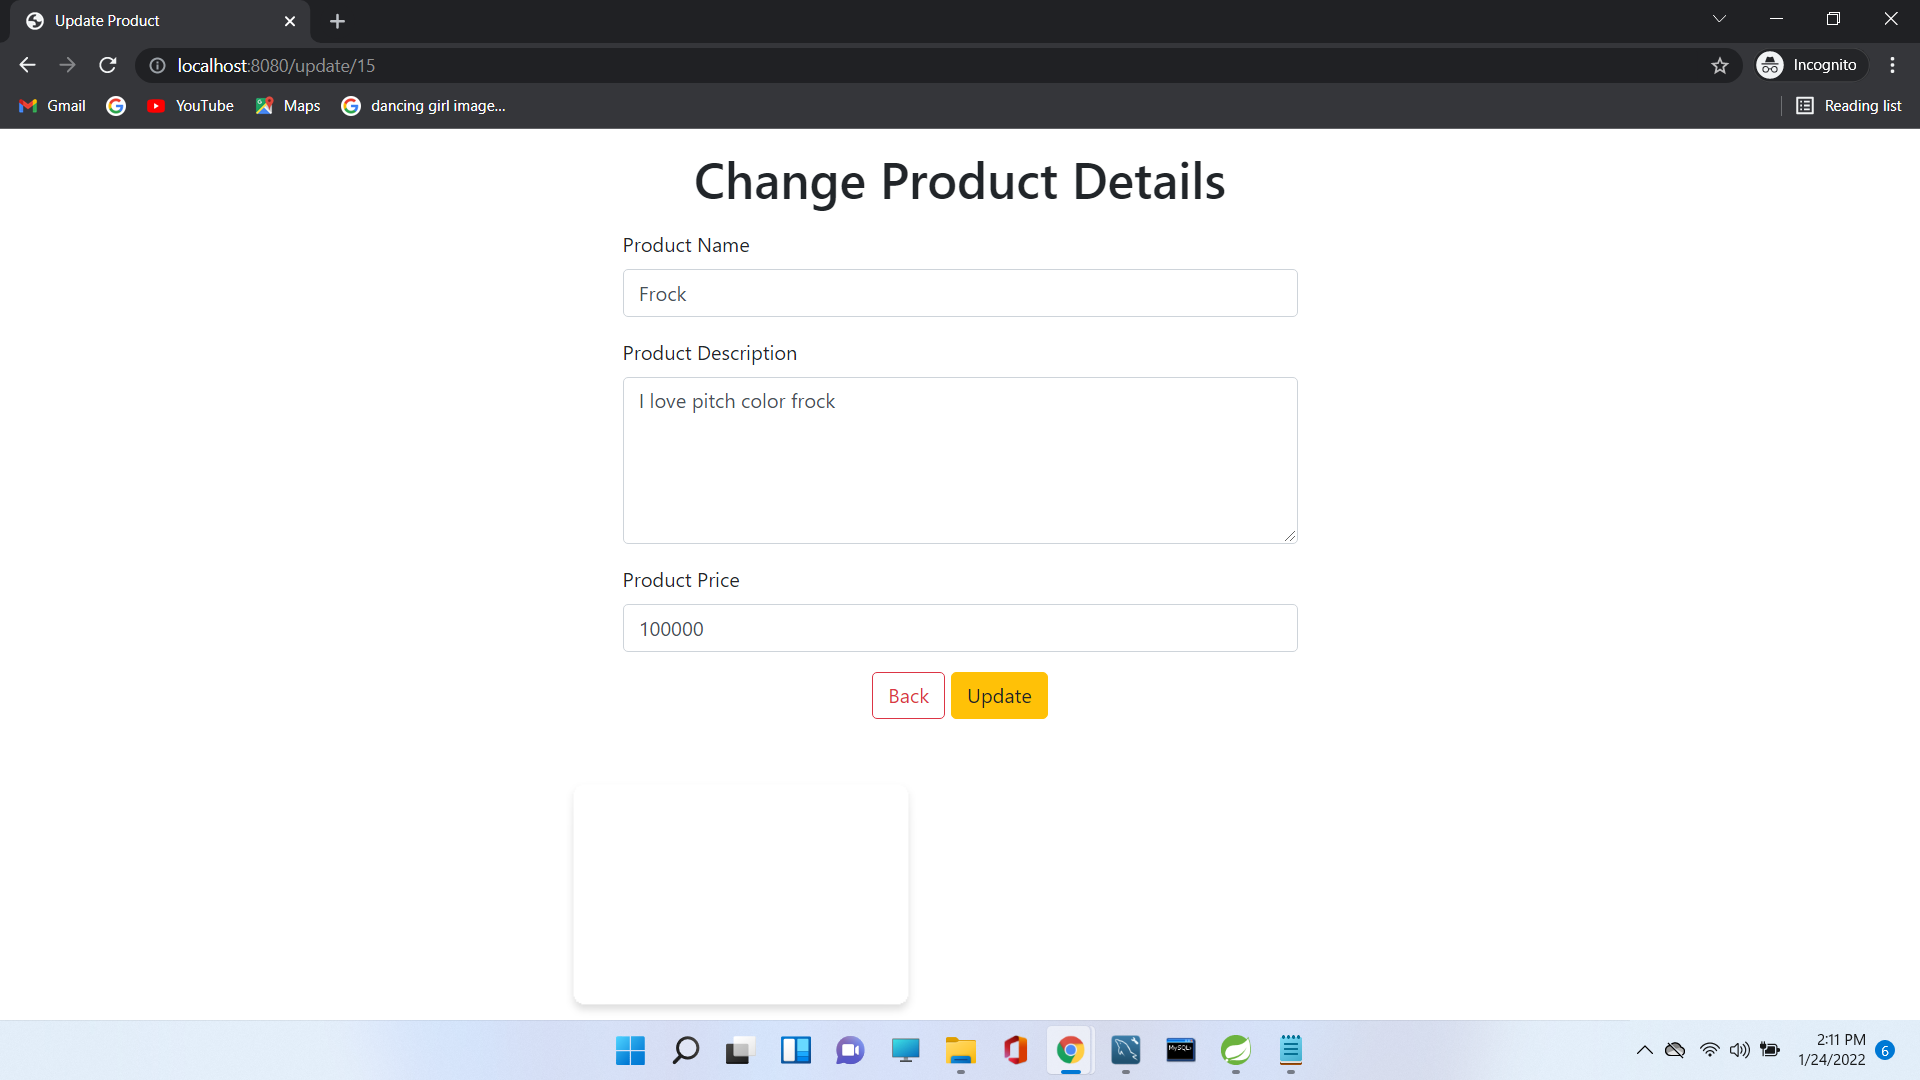 Update Product
localhost:8080/update/15
Incognito
Gmail
YouTube
Maps
dancing girl image...
Reading list
Change Product Details
Product Name
Frock
Product Description
I love pitch color frock
Product Price
100000
Back
Update
MySQL
2:11 PM
1/24/2022
6